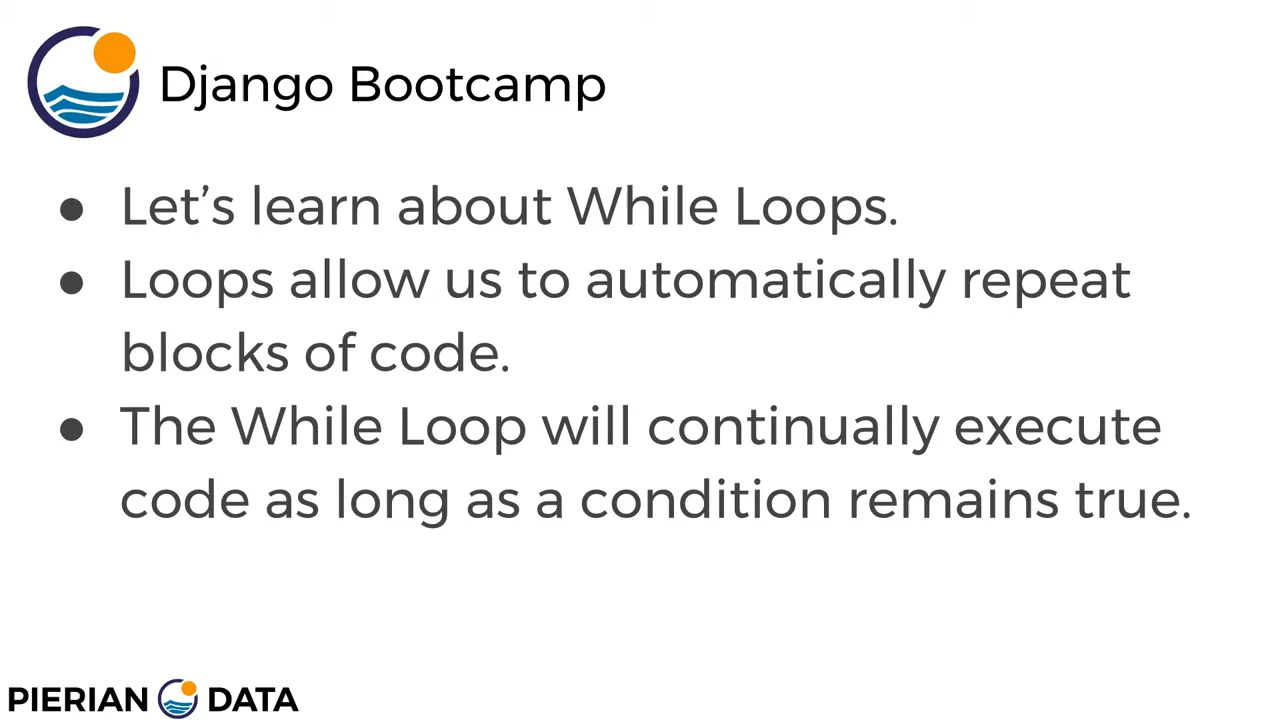 Django Bootcamp
● Let’s learn about While Loops.
● Loops allow us to automatically repeat
blocks of code.
● The While Loop will continually execute
code as long as a condition remains true.
PIERIAN DATA